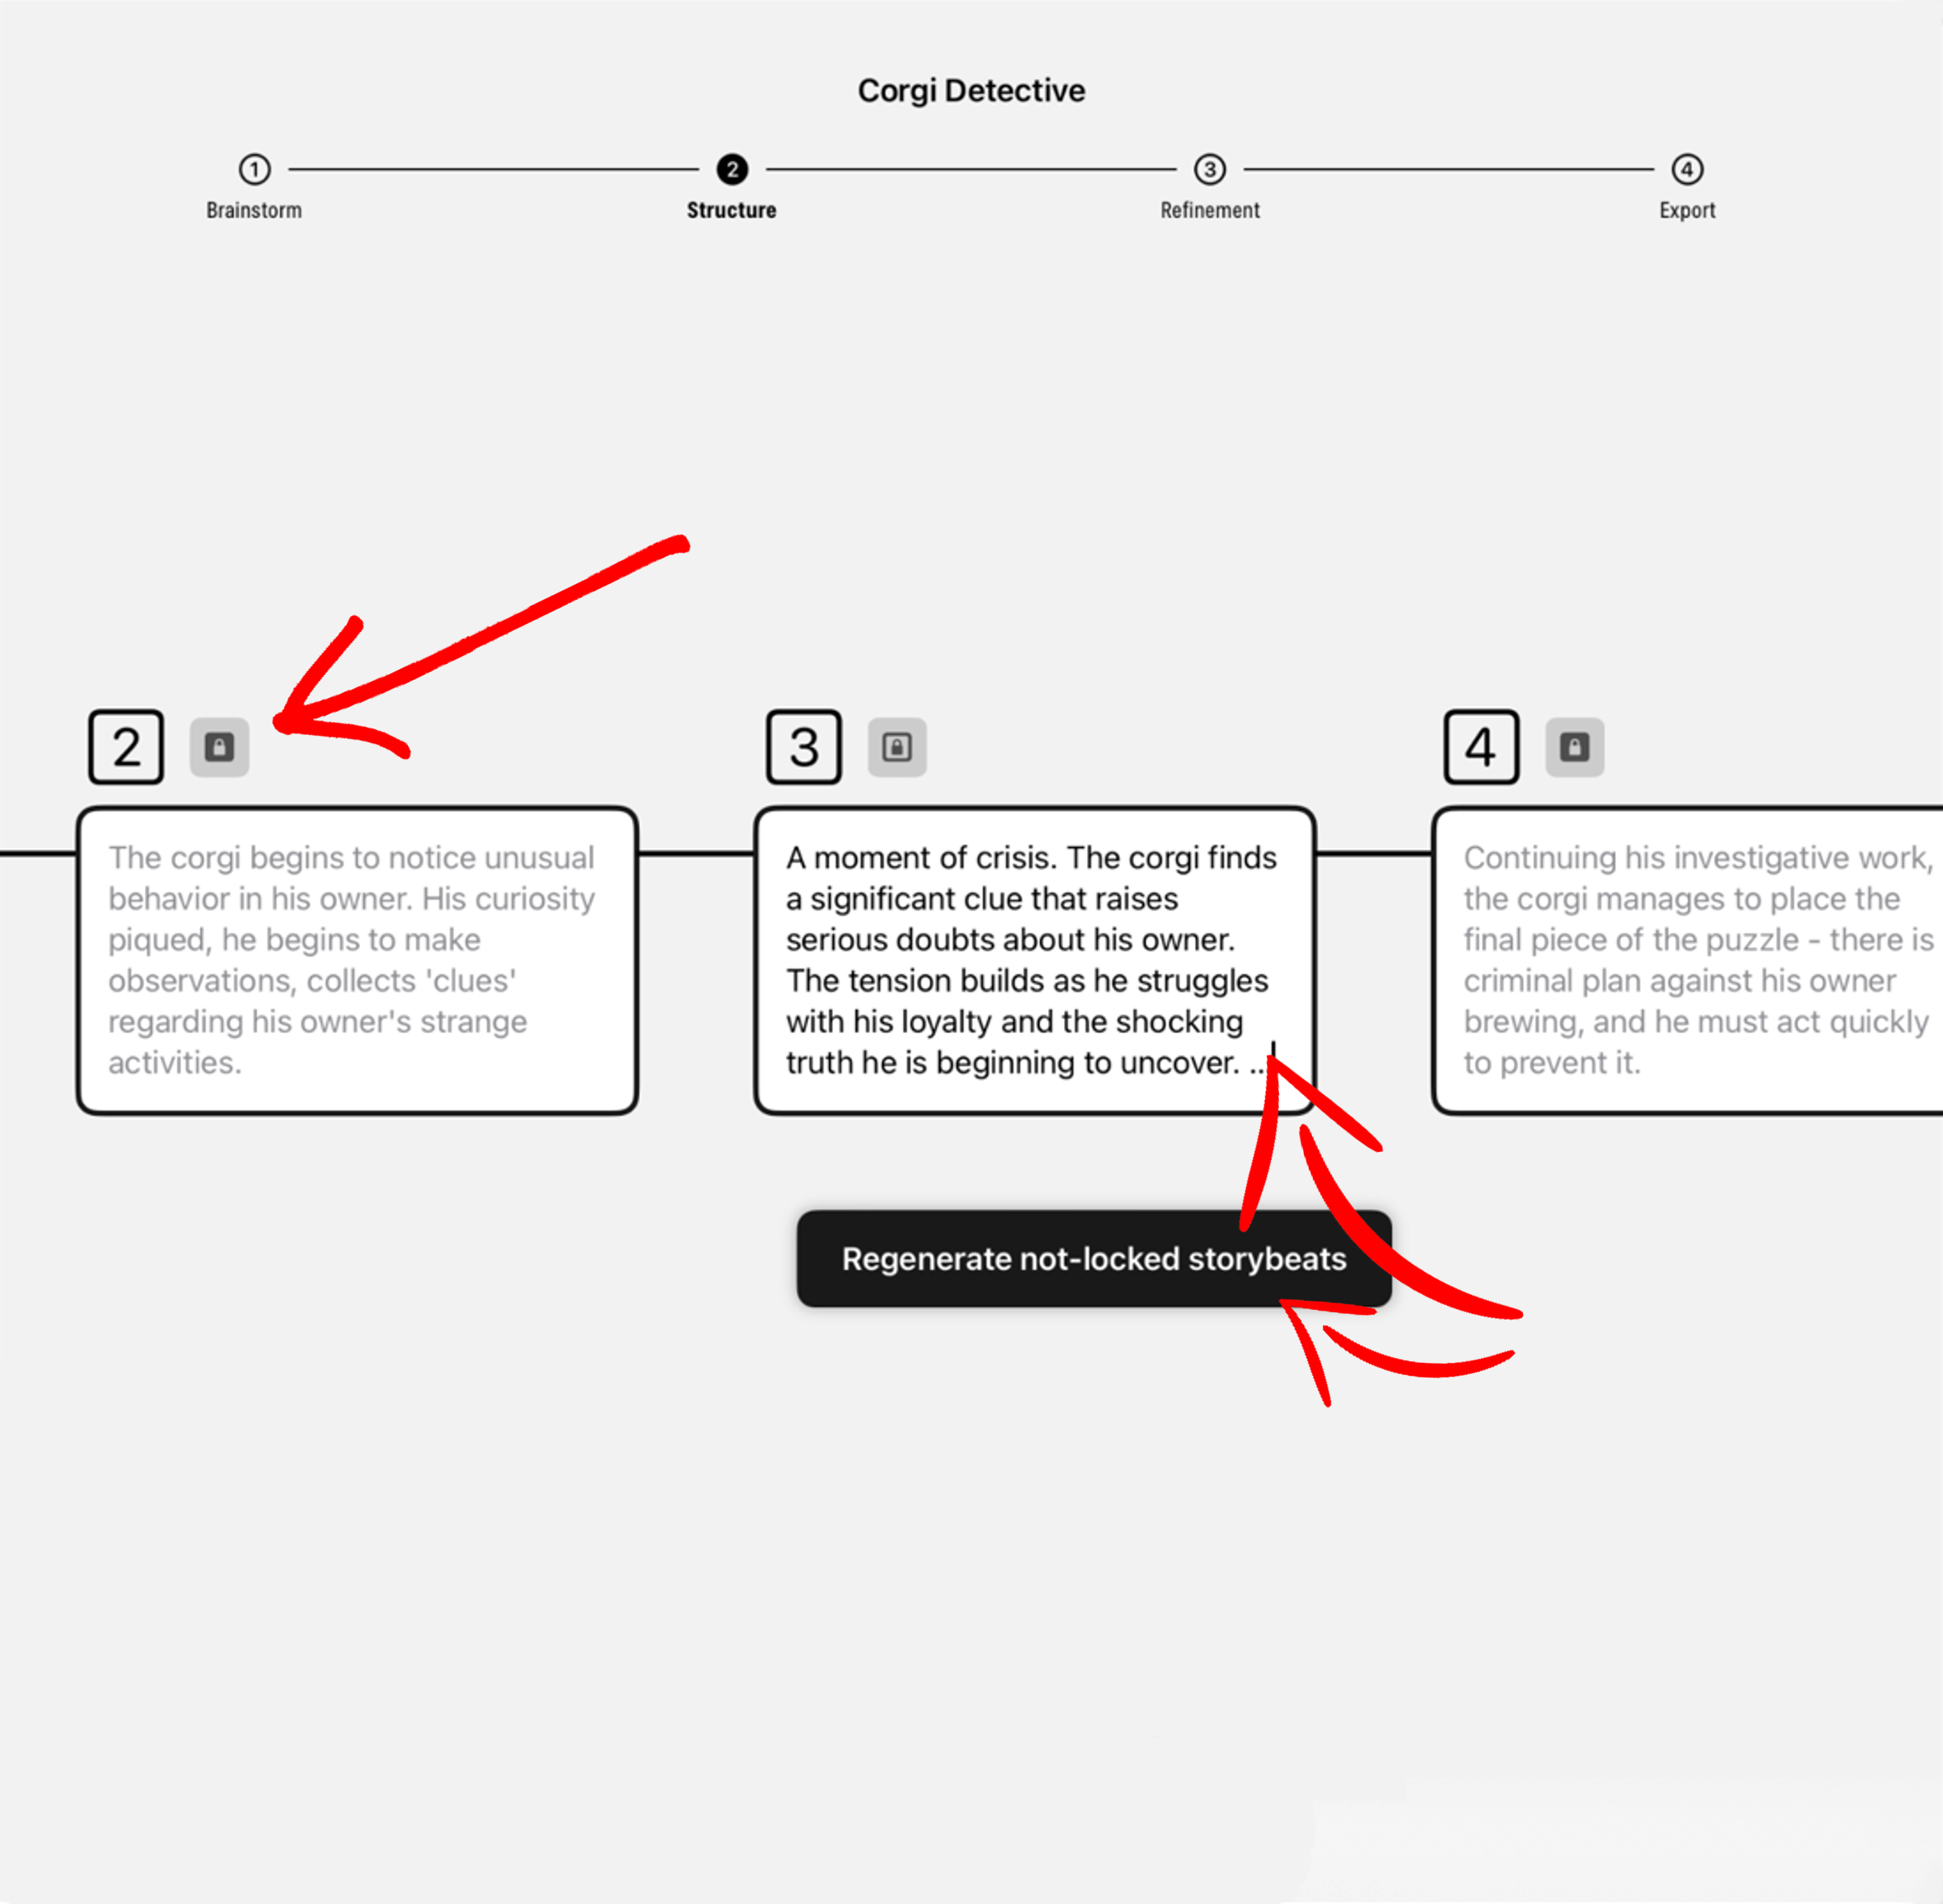 Corgi Detective
1
2
3
4
Brainstorm
Structure
Refinement
Export
2
The corgi begins to notice unusual
behavior in his owner. His curiosity
piqued, he begins to make
observations, collects 'clues'
regarding his owner's strange
activities.
3
A moment of crisis. The corgi finds
a significant clue that raises
serious doubts about his owner.
The tension builds as he struggles
with his loyalty and the shocking
truth he is beginning to uncover. ..
4
Continuing his investigative work,
the corgi manages to place the
final piece of the puzzle - there is
criminal plan against his owner
brewing, and he must act quickly
to prevent it.
Regenerate not-locked storybeats